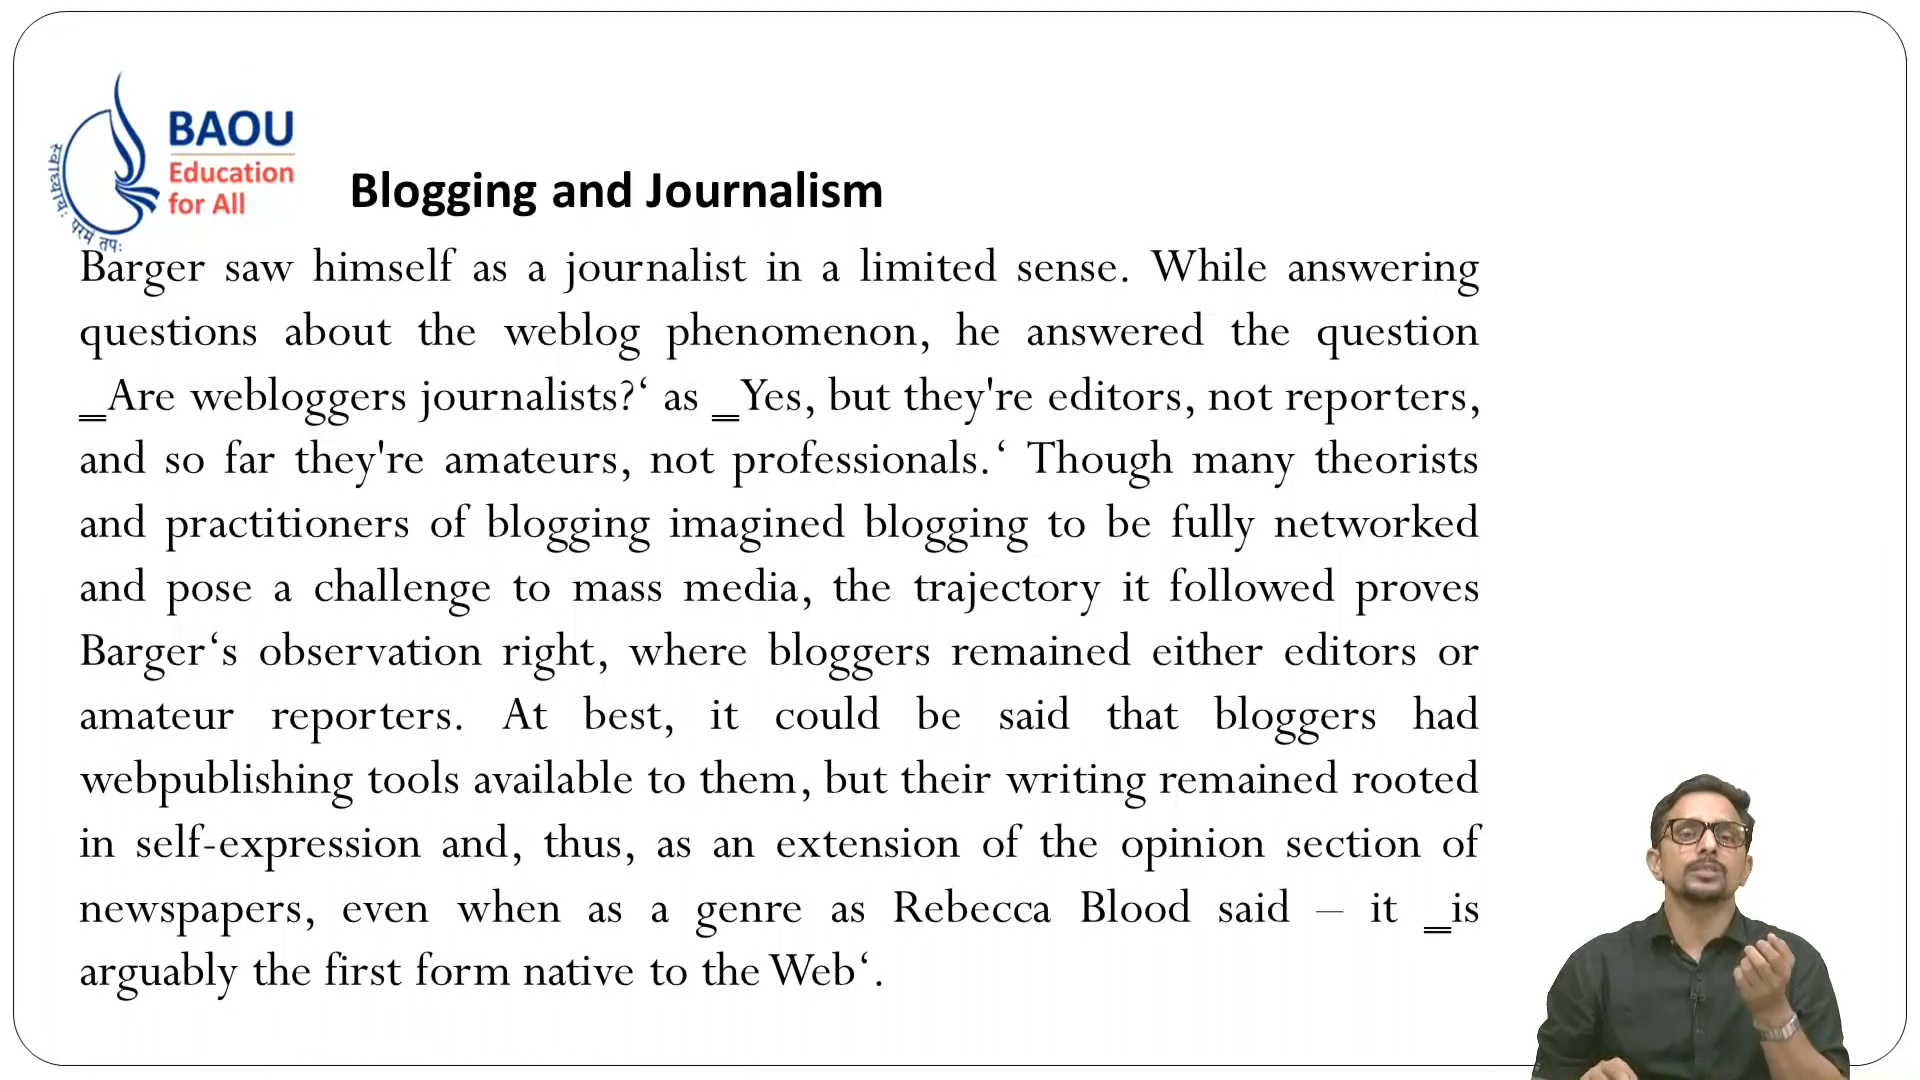 BAOU
Education
for All
स्वाध्यायः परमं तपः
Blogging and Journalism
Barger saw himself as a journalist in a limited sense. While answering
questions about the weblog phenomenon, he answered the question
‗Are webloggers journalists?‘ as ‗Yes, but they're editors, not reporters,
and so far they're amateurs, not professionals.‘ Though many theorists
and practitioners of blogging imagined blogging to be fully networked
and pose a challenge to mass media, the trajectory it followed proves
Barger‘s observation right, where bloggers remained either editors or
amateur reporters. At best, it could be said that bloggers had
webpublishing tools available to them, but their writing remained rooted
in self-expression and, thus, as an extension of the opinion section of
newspapers, even when as a genre as Rebecca Blood said – it ‗is
arguably the first form native to the Web‘.